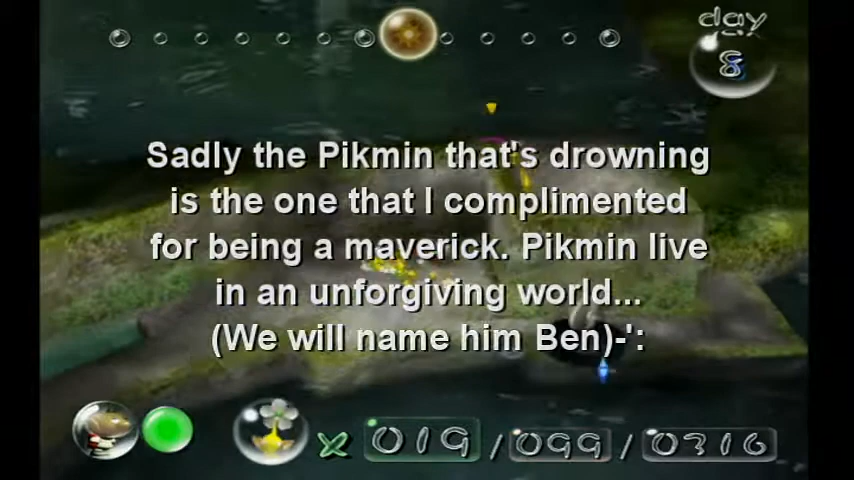 day
8
Sadly the Pikmin that's drowning
is the one that I complimented
for being a maverick. Pikmin live
in an unforgiving world...
(We will name him Ben)-':
x 019/099/0316